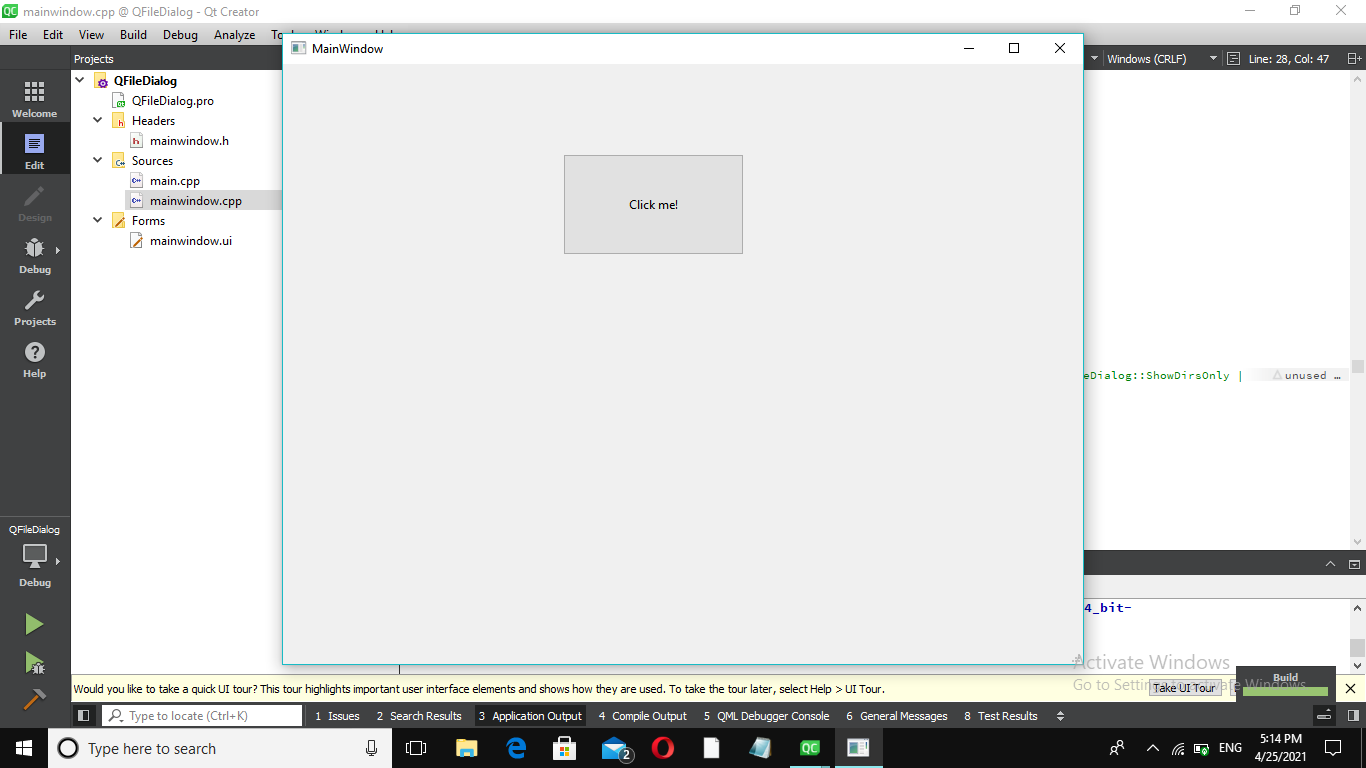 mainwindow.cpp @ QFileDialog - Qt Creator
File Edit View Build Debug Analyze
MainWindow
Projects
Windows (CRLF)
Line: 28, Col: 47
QFileDialog
QFileDialog.pro
Headers
mainwindow.h
Sources
main.cpp
mainwindow.cpp
Forms
mainwindow.ui
Welcome
Edit
Design
Debug
Projects
Help
Click me!
eDialog::ShowDirsOnly |
unused …
QFileDialog
Debug
4_bit-
Activate Windows
Go to Settings to activate Windows.
Build
Would you like to take a quick UI tour? This tour highlights important user interface elements and shows how they are used. To take the tour later, select Help > UI Tour.
Take UI Tour
Type to locate (Ctrl+K)
1 Issues
2 Search Results
3 Application Output
4 Compile Output
5 QML Debugger Console
6 General Messages
8 Test Results
Type here to search
2
QC
ENG
5:14 PM
4/25/2021